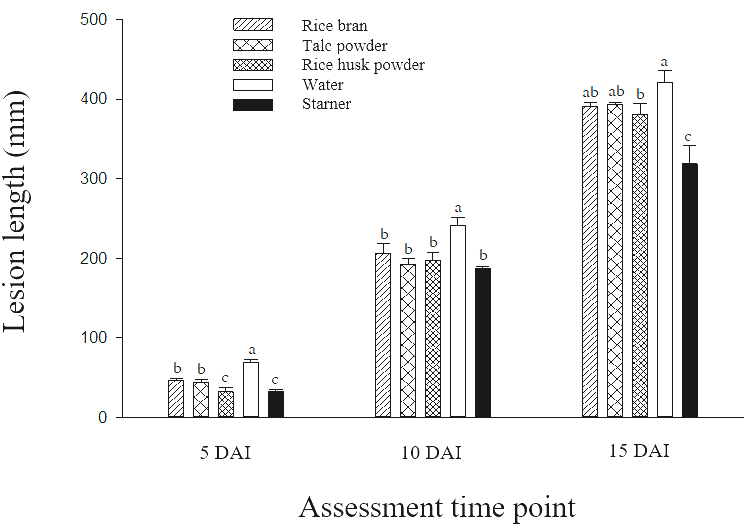 500
400
300
200
100
0
Lesion length (mm)
Rice bran
Talc powder
Rice husk powder
Water
Starner
b b c a c
b b b a b
ab ab b a c
5 DAI 10 DAI 15 DAI
Assessment time point